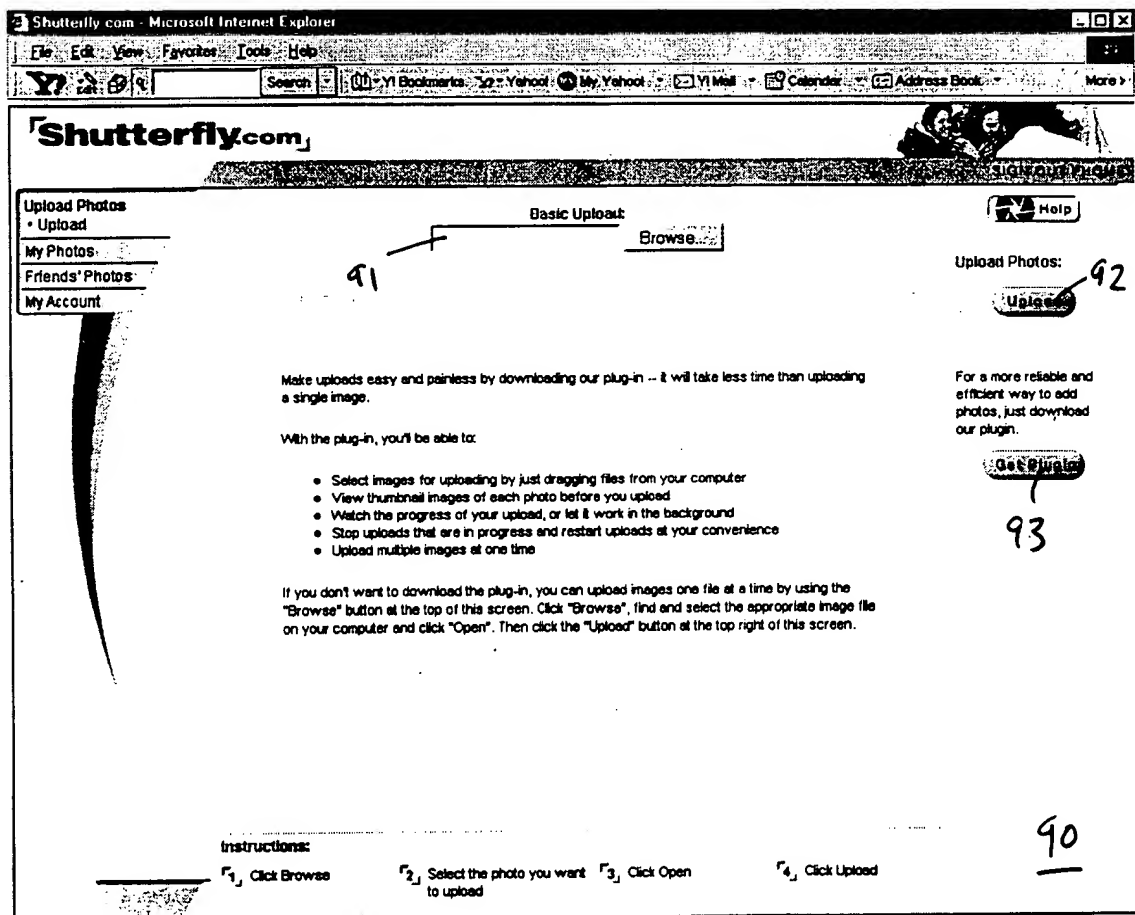 Shutterfly.com - Microsoft Internet Explorer
File Edit View Favorites Tools Help
Y? Edit Search Y! Bookmarks Yahoo! My Yahoo! Y! Mail Calendar Address Book More >
Shutterfly.com
SIGN OUT
Upload Photos
• Upload
My Photos
Friends' Photos
My Account
Basic Upload:
Browse...
91
Help
Upload Photos:
92
Upload
Make uploads easy and painless by downloading our plug-in -- it will take less time than uploading
a single image.
With the plug-in, you'll be able to:
• Select images for uploading by just dragging files from your computer
• View thumbnail images of each photo before you upload
• Watch the progress of your upload, or let it work in the background
• Stop uploads that are in progress and restart uploads at your convenience
• Upload multiple images at one time
If you don't want to download the plug-in, you can upload images one file at a time by using the
"Browse" button at the top of this screen. Click "Browse", find and select the appropriate image file
on your computer and click "Open". Then click the "Upload" button at the top right of this screen.
For a more reliable and
efficient way to add
photos, just download
our plugin.
Get Plugin
93
90
Instructions:
1 Click Browse
2 Select the photo you want
to upload
3 Click Open
4 Click Upload